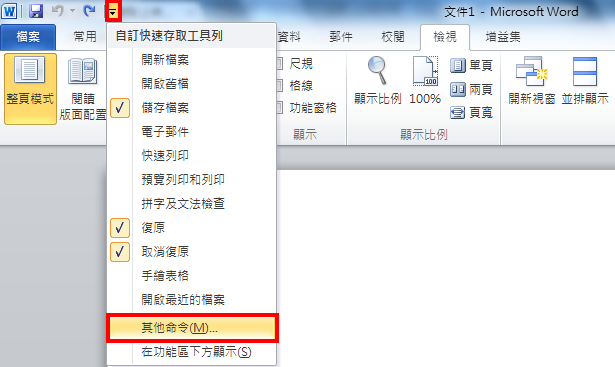 W
文件1 - Microsoft Word
檔案 常用 資料 郵件 校閱 檢視 增益集
自訂快速存取工具列
開新檔案
開啟舊檔
儲存檔案
電子郵件
快速列印
預覽列印和列印
拼字及文法檢查
復原
取消復原
手繪表格
開啟最近的檔案
其他命令(M)...
在功能區下方顯示(S)
整頁模式
閱讀
版面配置
尺規
格線
功能窗格
顯示
顯示比例
100%
單頁
兩頁
頁寬
顯示比例
開新視窗
並排顯示